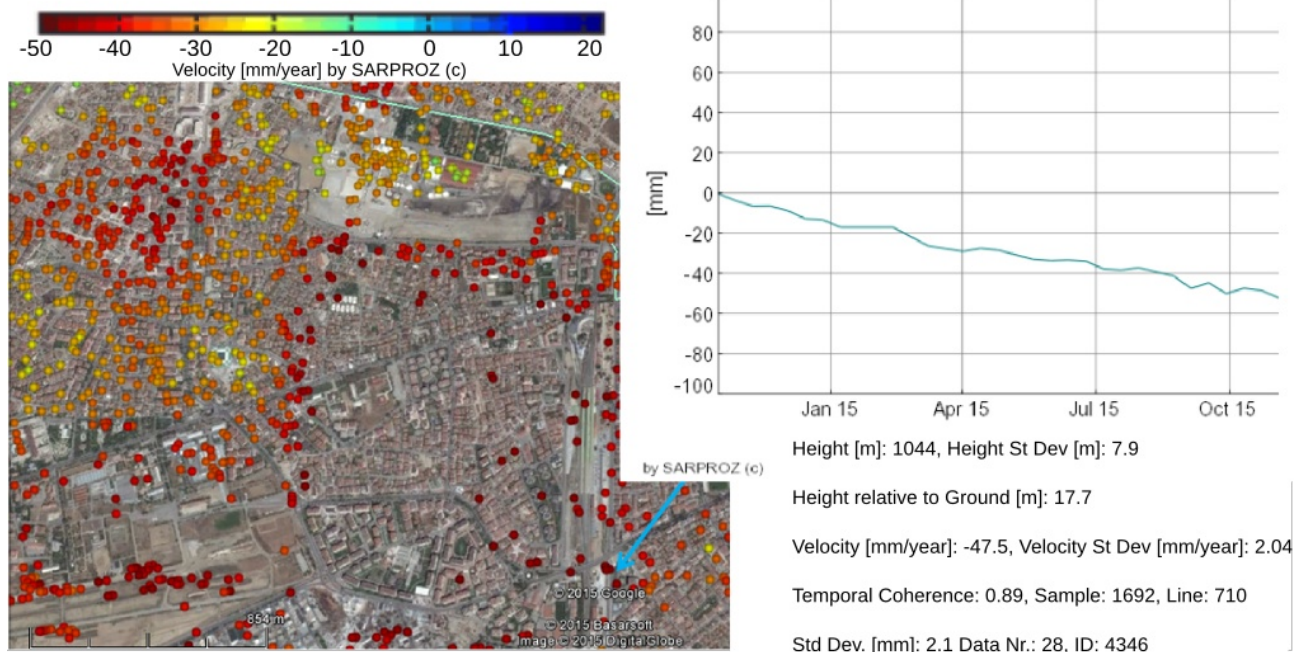 -50 -40 -30 -20 -10 0 10 20
Velocity [mm/year] by SARPROZ (c)
854 m
© 2015 Google
© 2015 Basarsoft
Image © 2015 DigitalGlobe
by SARPROZ (c)
[mm]
80
60
40
20
0
-20
-40
-60
-80
-100
Jan 15 Apr 15 Jul 15 Oct 15
Height [m]: 1044, Height St Dev [m]: 7.9
Height relative to Ground [m]: 17.7
Velocity [mm/year]: -47.5, Velocity St Dev [mm/year]: 2.04
Temporal Coherence: 0.89, Sample: 1692, Line: 710
Std Dev. [mm]: 2.1 Data Nr.: 28, ID: 4346